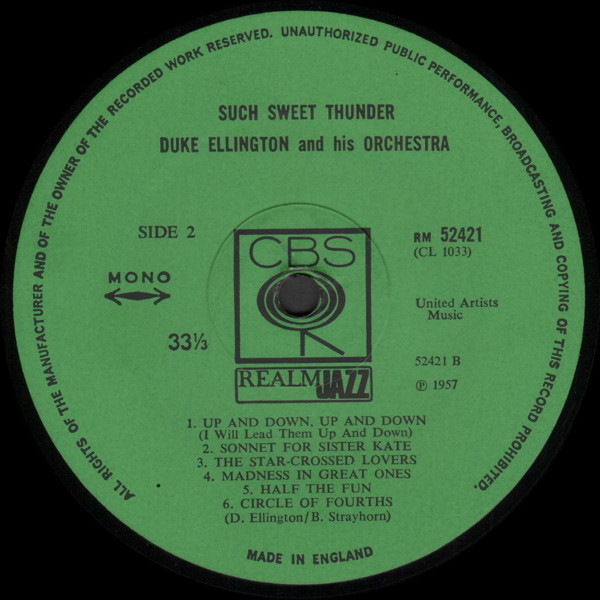 ALL RIGHTS OF THE MANUFACTURER AND OF THE OWNER OF THE RECORDED WORK RESERVED. UNAUTHORIZED PUBLIC PERFORMANCE, BROADCASTING AND COPYING OF THIS RECORD PROHIBITED.
SUCH SWEET THUNDER
DUKE ELLINGTON and his ORCHESTRA
SIDE 2
MONO
33⅓
CBS
REALM JAZZ
RM 52421
(CL 1033)
United Artists
Music
52421 B
℗ 1957
1. UP AND DOWN, UP AND DOWN
(I Will Lead Them Up And Down)
2. SONNET FOR SISTER KATE
3. THE STAR-CROSSED LOVERS
4. MADNESS IN GREAT ONES
5. HALF THE FUN
6. CIRCLE OF FOURTHS
(D. Ellington/B. Strayhorn)
MADE IN ENGLAND